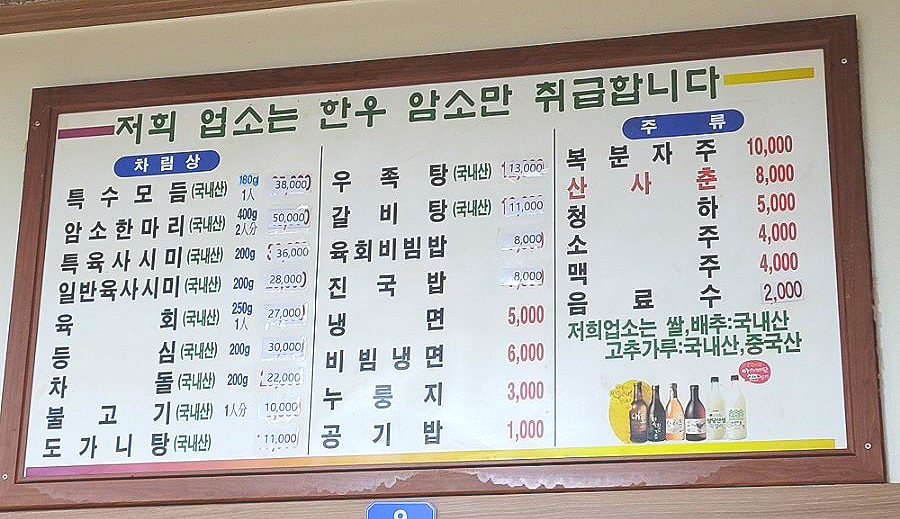 저희 업소는 한우 암소만 취급합니다
차림상
특수모듬(국내산) 180g 1人 38,000
암소한마리(국내산) 400g 2人分 50,000
특육사시미(국내산) 200g 36,000
일반육사시미(국내산) 200g 28,000
육회(국내산) 250g 1人 27,000
등심(국내산) 200g 30,000
차돌(국내산) 200g 22,000
불고기(국내산) 1人分 10,000
도가니탕(국내산) 11,000
우족탕(국내산) 13,000
갈비탕(국내산) 11,000
육회비빔밥 8,000
진국밥 8,000
냉면 5,000
비빔냉면 6,000
누룽지 3,000
공기밥 1,000
주류
복분자주 10,000
산사춘 8,000
청하 5,000
소주 4,000
맥주 4,000
음료수 2,000
저희업소는 쌀,배추:국내산
고추가루:국내산,중국산